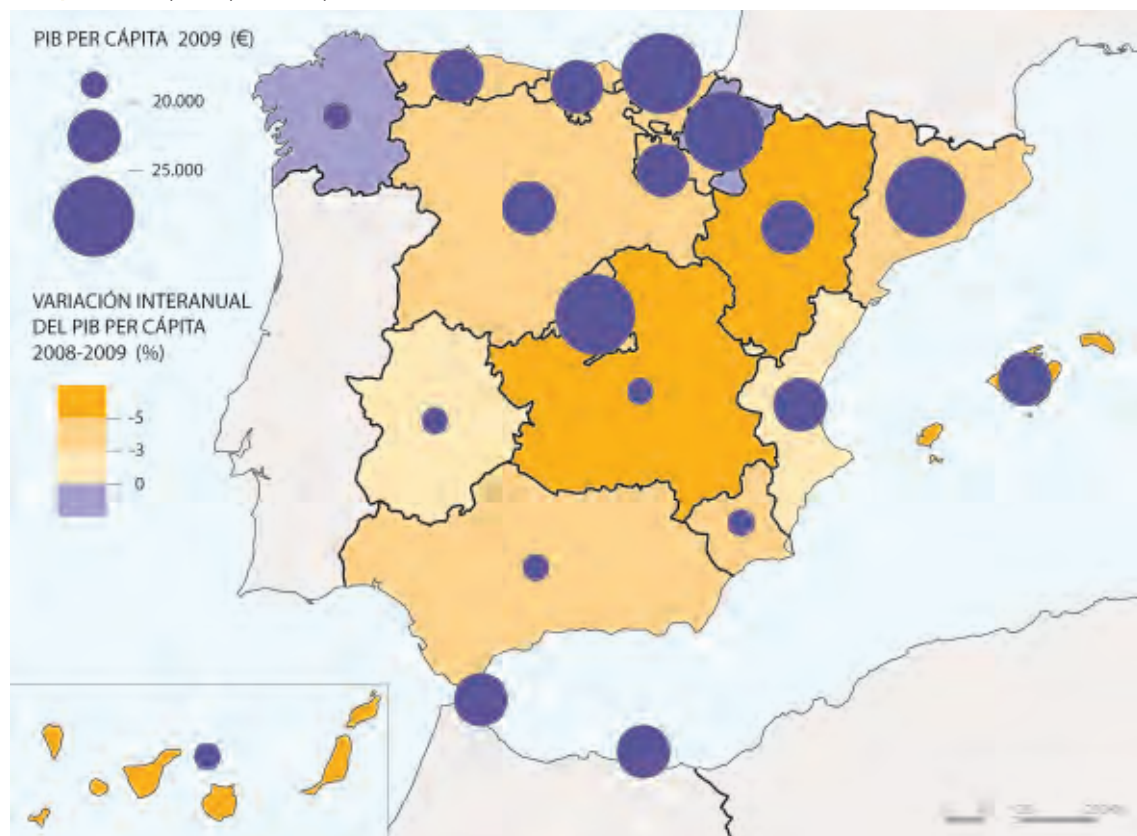 PIB PER CÁPITA 2009 (€)
20.000
25.000
VARIACIÓN INTERANUAL
DEL PIB PER CÁPITA
2008-2009 (%)
-5
-3
0